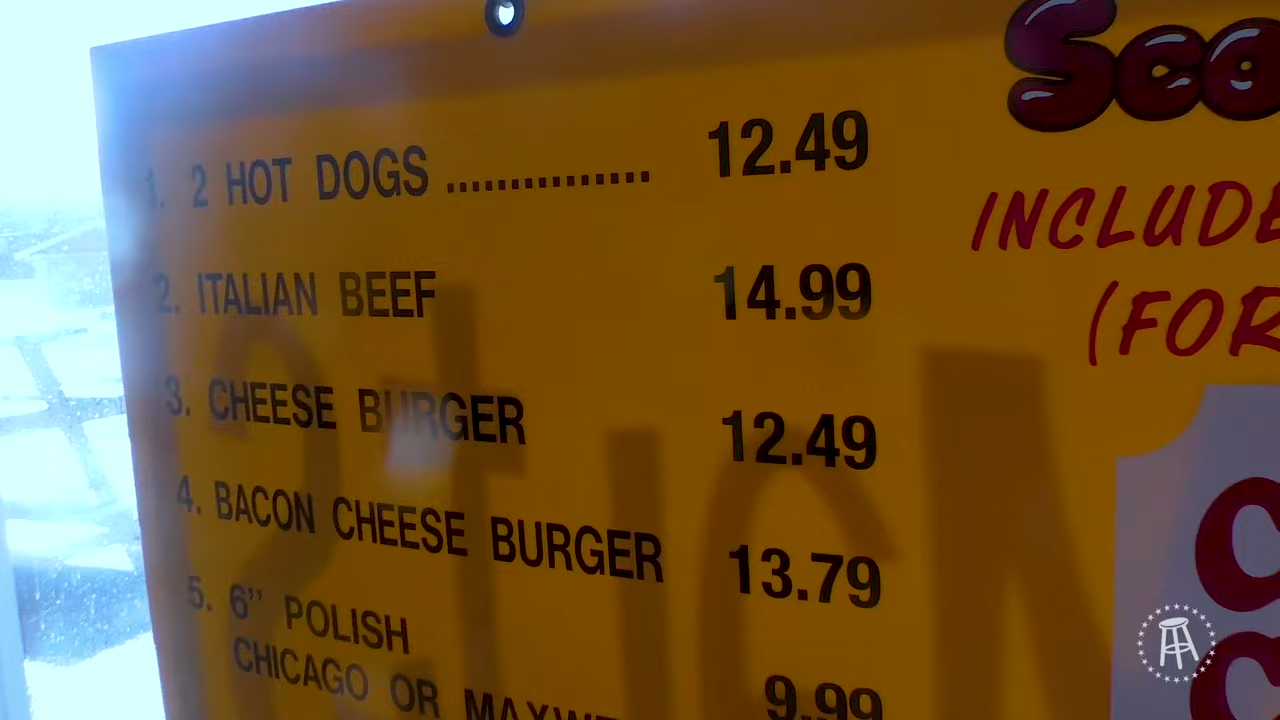 1. 2 HOT DOGS .................. 12.49
2. ITALIAN BEEF 14.99
3. CHEESE BURGER 12.49
4. BACON CHEESE BURGER 13.79
5. 6" POLISH
CHICAGO OR 9.99
Sco
INCLUDE
(FOR